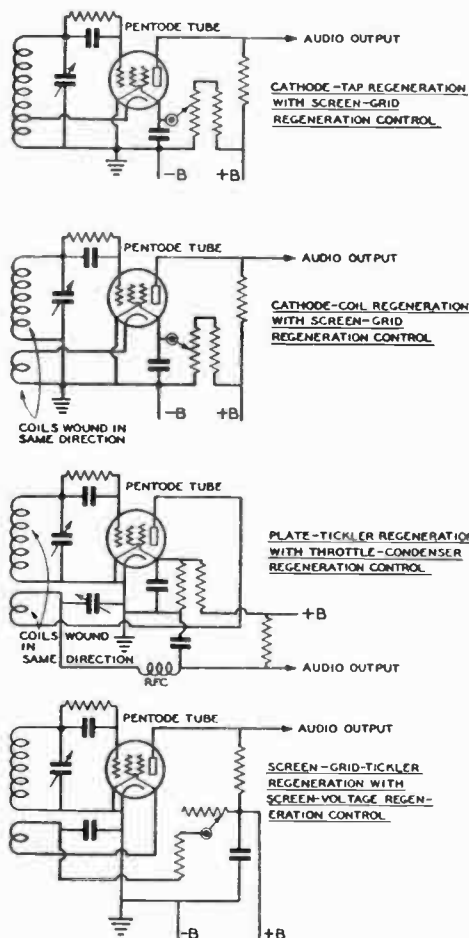 PENTODE TUBE
AUDIO OUTPUT
CATHODE-TAP REGENERATION
WITH SCREEN-GRID
REGENERATION CONTROL
-B +B
PENTODE TUBE
AUDIO OUTPUT
CATHODE-COIL REGENERATION
WITH SCREEN-GRID
REGENERATION CONTROL
COILS WOUND IN
SAME DIRECTION
-B +B
PENTODE TUBE
PLATE-TICKLER REGENERATION
WITH THROTTLE-CONDENSER
REGENERATION CONTROL
+B
COILS WOUND
IN
SAME DIRECTION
RFC
AUDIO OUTPUT
PENTODE TUBE
AUDIO OUTPUT
SCREEN-GRID-TICKLER
REGENERATION WITH
SCREEN-VOLTAGE REGEN-
ERATION CONTROL
-B +B